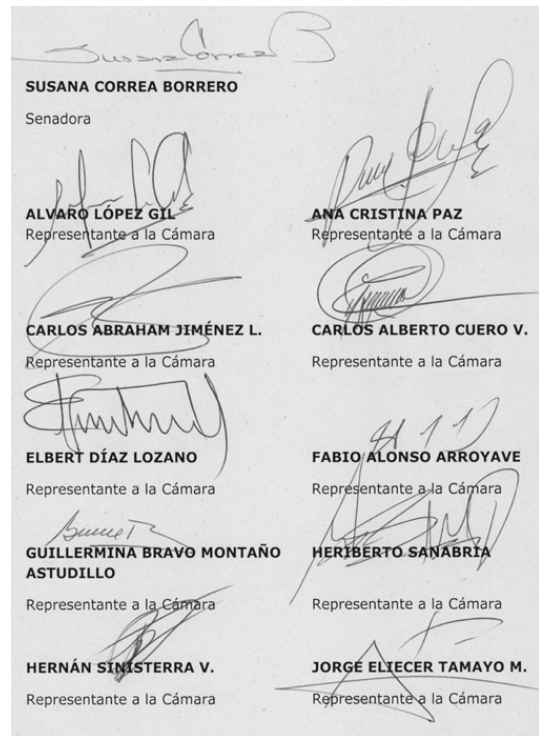 Susana Correa B
SUSANA CORREA BORRERO
Senadora
ALVARO LÓPEZ GIL
Representante a la Cámara
ANA CRISTINA PAZ
Representante a la Cámara
CARLOS ABRAHAM JIMÉNEZ L.
Representante a la Cámara
CARLOS ALBERTO CUERO V.
Representante a la Cámara
ELBERT DÍAZ LOZANO
Representante a la Cámara
FABIO ALONSO ARROYAVE
Representante a la Cámara
GUILLERMINA BRAVO MONTAÑO
ASTUDILLO
Representante a la Cámara
HERIBERTO SANABRIA
Representante a la Cámara
HERNÁN SINISTERRA V.
Representante a la Cámara
JORGE ELIECER TAMAYO M.
Representante a la Cámara